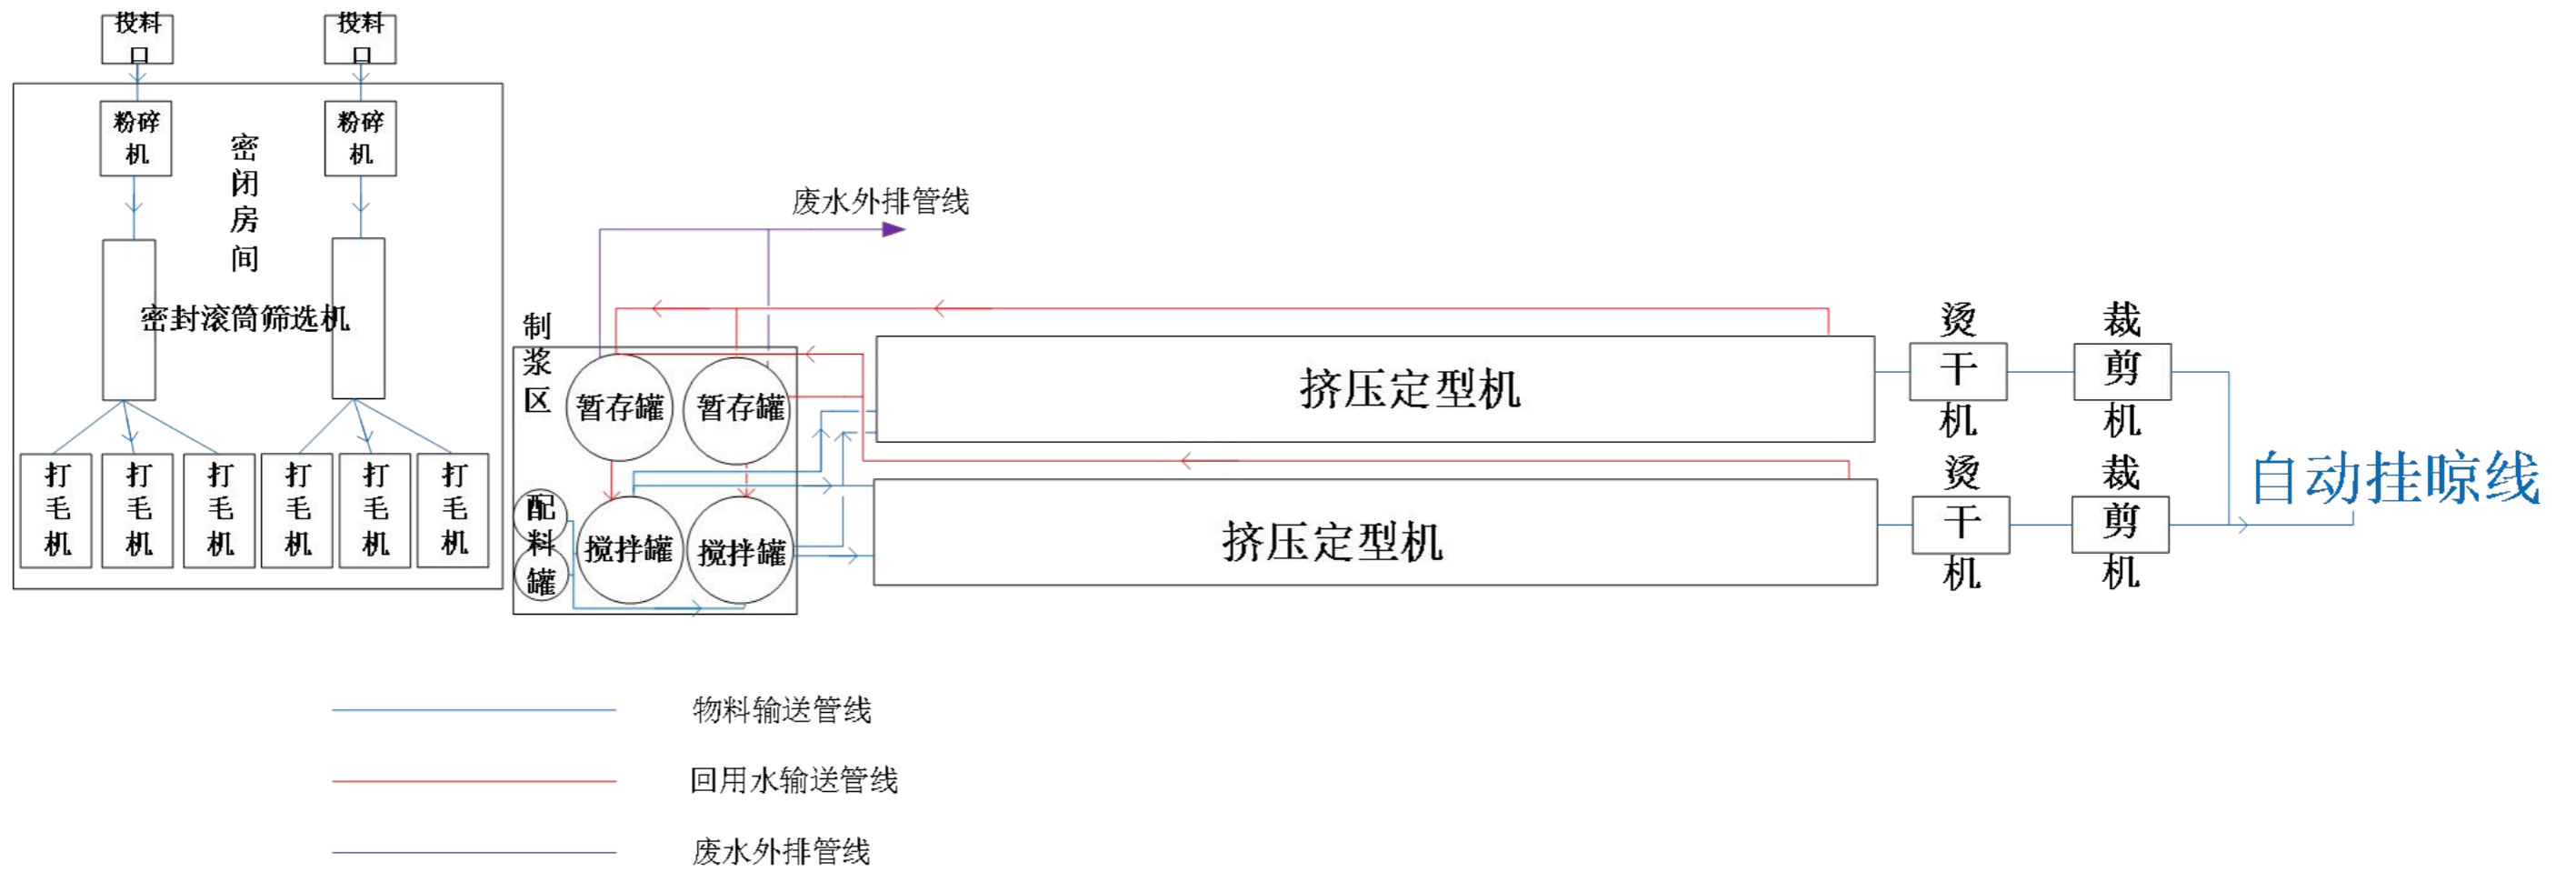 投料口
投料口
粉碎机
粉碎机
密闭房间
密封滚筒筛选机
打毛机
打毛机
打毛机
打毛机
打毛机
打毛机
废水外排管线
制浆区
暂存罐
暂存罐
配料罐
搅拌罐
搅拌罐
挤压定型机
烫干机
裁剪机
挤压定型机
烫干机
裁剪机
自动挂晾线
物料输送管线
回用水输送管线
废水外排管线